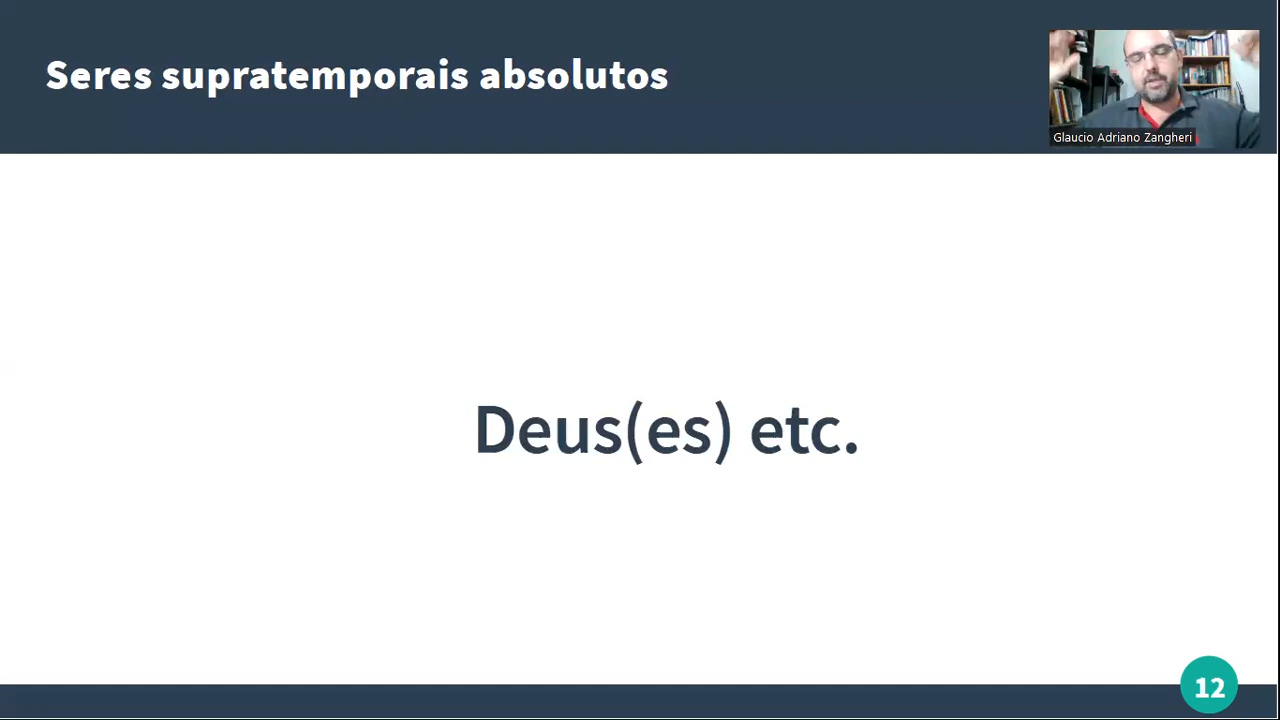 Seres supratemporais absolutos
Glaucio Adriano Zangheri
Deus(es) etc.
12